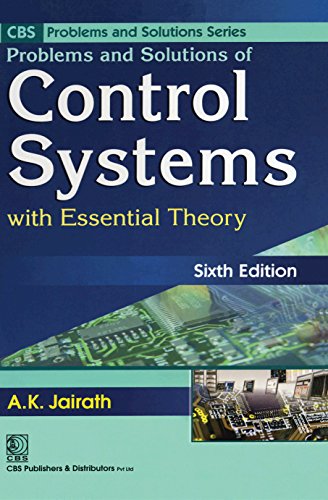 CBS Problems and Solutions Series
Problems and Solutions of
Control
Systems
with Essential Theory
Sixth Edition
A.K. Jairath
CBS
CBS Publishers & Distributors Pvt Ltd